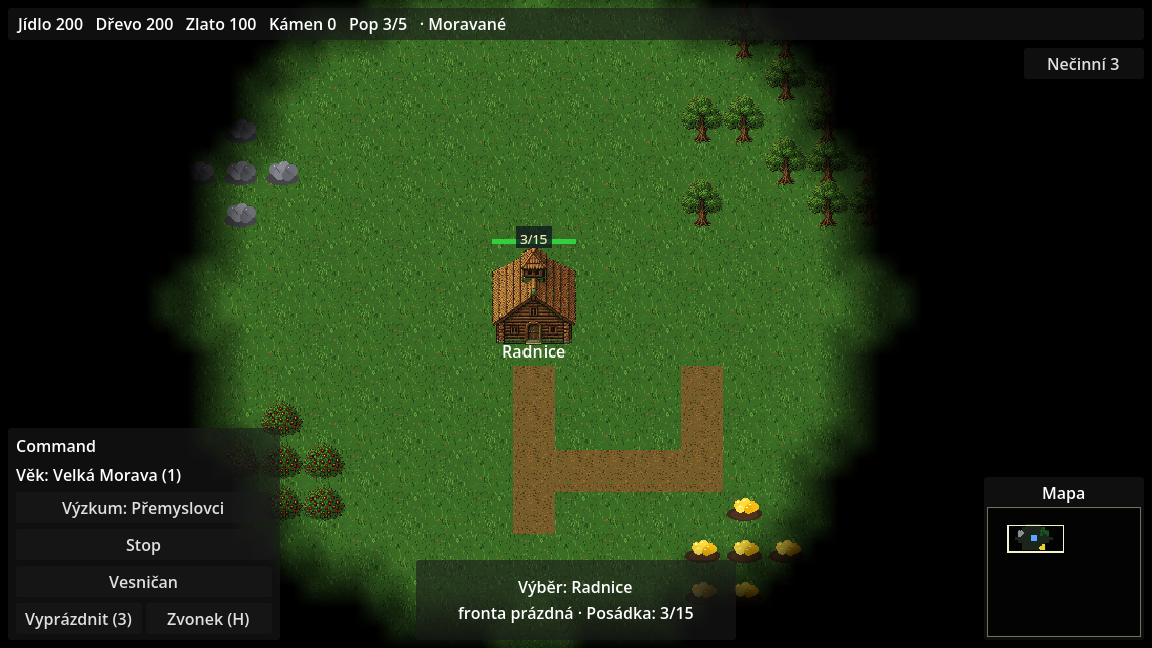 Jídlo 200 Dřevo 200 Zlato 100 Kámen 0 Pop 3/5 · Moravané
Nečinní 3
3/15
Radnice
Command
Věk: Velká Morava (1)
Výzkum: Přemyslovci
Stop
Vesničan
Vyprázdnit (3) Zvonek (H)
Výběr: Radnice
fronta prázdná · Posádka: 3/15
Mapa